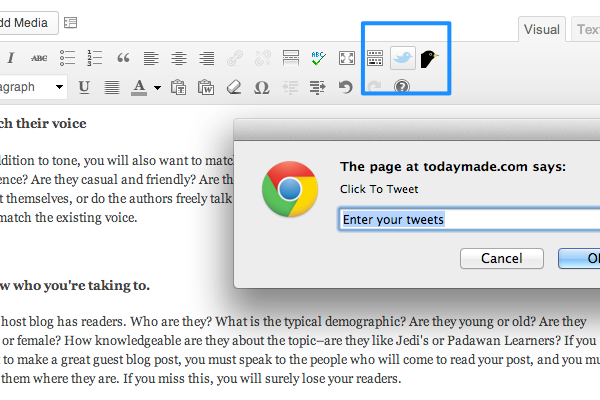 dd Media
Visual
Text
I ABC 1 2 3 “ ABC
agraph A T W Ω ?
ch their voice
The page at todaymade.com says:
ddition to tone, you will also want to mat
Click To Tweet
ence? Are they casual and friendly? Are th
t themselves, or do the authors freely talk
Enter your tweets
match the existing voice.
Cancel
w who you're taking to.
host blog has readers. Who are they? What is the typical demographic? Are they young or old? Are they
or female? How knowledgeable are they about the topic–are they like Jedi's or Padawan Learners? If you
t to make a great guest blog post, you must speak to the people who will come to read your post, and you mu
them where they are. If you miss this, you will surely lose your readers.